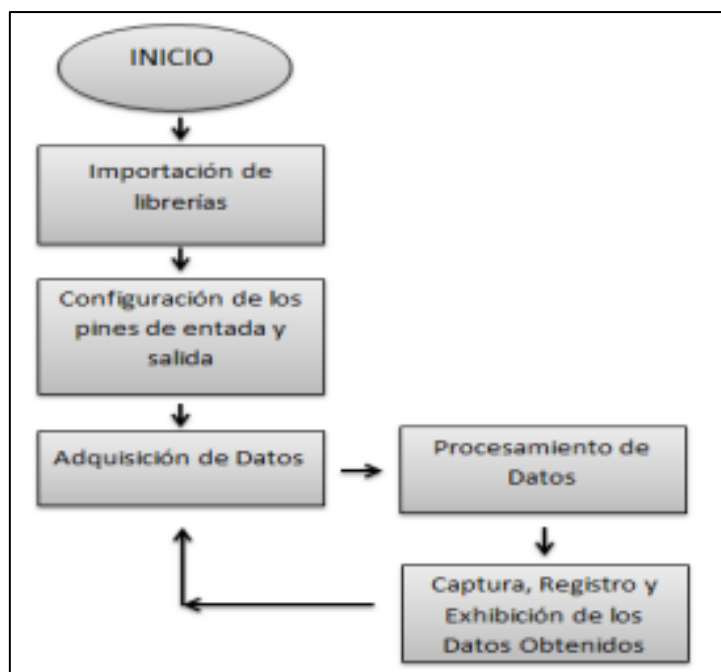 INICIO
Importación de
librerías
Configuración de los
pines de entada y
salida
Adquisición de Datos
Procesamiento de
Datos
Captura, Registro y
Exhibición de los
Datos Obtenidos